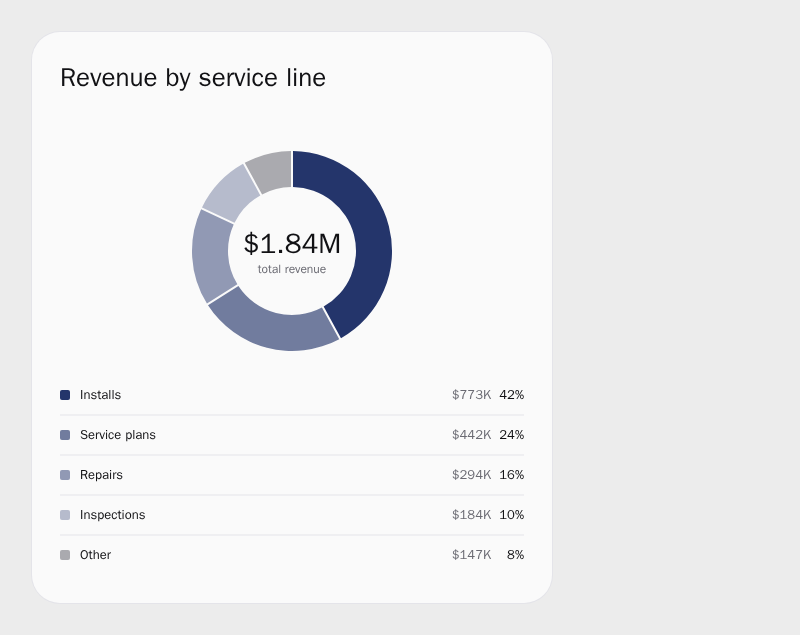 Revenue by service line
$1.84M
total revenue
Installs $773K 42%
Service plans $442K 24%
Repairs $294K 16%
Inspections $184K 10%
Other $147K 8%